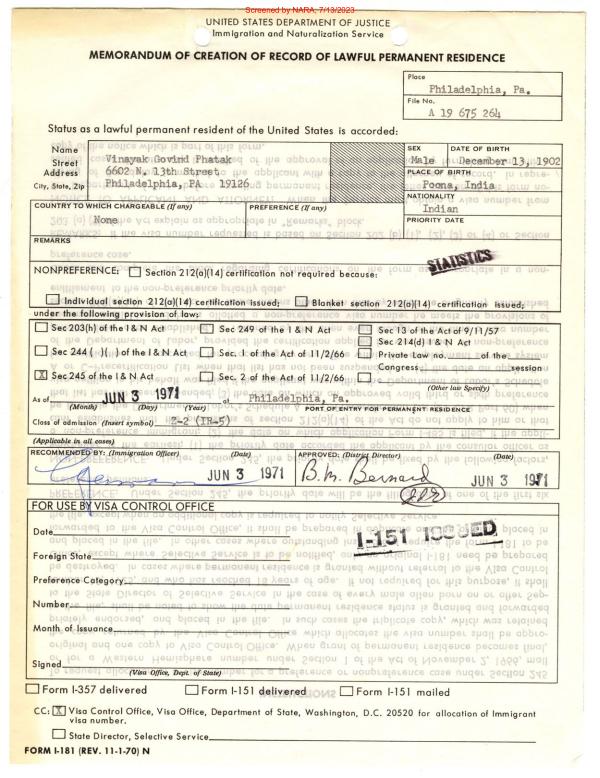 Screened by NARA, 7/13/2023
UNITED STATES DEPARTMENT OF JUSTICE
Immigration and Naturalization Service
MEMORANDUM OF CREATION OF RECORD OF LAWFUL PERMANENT RESIDENCE
Place
Philadelphia, Pa.
File No.
A 19 675 264
Status as a lawful permanent resident of the United States is accorded:
Name Vinayak Govind Phatak
Street Address 6602 N. 13th Street
City, State, Zip Philadelphia, PA 19126
SEX Male
DATE OF BIRTH December 13, 1902
PLACE OF BIRTH
Poona, India
NATIONALITY
Indian
COUNTRY TO WHICH CHARGEABLE (If any)
None
PREFERENCE (If any)
PRIORITY DATE
REMARKS
STATISTICS
NONPREFERENCE: Section 212(a)(14) certification not required because:
Individual section 212(a)(14) certification issued; Blanket section 212(a)(14) certification issued;
under the following provision of law:
Sec 203(h) of the I & N Act Sec 249 of the I & N Act Sec 13 of the Act of 9/11/57
Sec 214(d) I & N Act
Sec 244 ( )( ) of the I & N Act Sec. 1 of the Act of 11/2/66 Private Law no. of the
Congress session
X Sec 245 of the I & N Act Sec. 2 of the Act of 11/2/66
(Other law Specify)
As of JUN 3 1971 at Philadelphia, Pa.
(Month) (Day) (Year) PORT OF ENTRY FOR PERMANENT RESIDENCE
Class of admission (Insert symbol) 2-2 (IR-5)
(Applicable in all cases)
RECOMMENDED BY: (Immigration Officer) (Date) APPROVED: (District Director) (Date)
JUN 3 1971 B. M. Bernard JUN 3 1971
FOR USE BY VISA CONTROL OFFICE
I-151 ISSUED
Date
Foreign State
Preference Category
Number
Month of Issuance
Signed
(Visa Office, Dept. of State)
Form I-357 delivered Form I-151 delivered Form I-151 mailed
CC: X Visa Control Office, Visa Office, Department of State, Washington, D.C. 20520 for allocation of Immigrant
visa number.
State Director, Selective Service
FORM I-181 (REV. 11-1-70) N